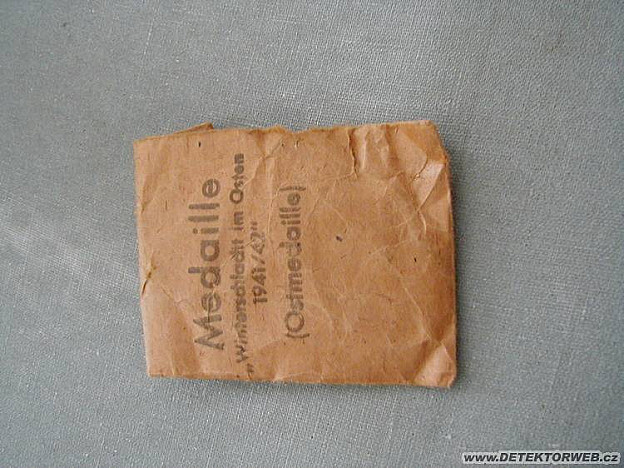 Medaille
„Winterschlacht im Osten
1941/42"
(Ostmedaille)
www.DETEKTORWEB.cz